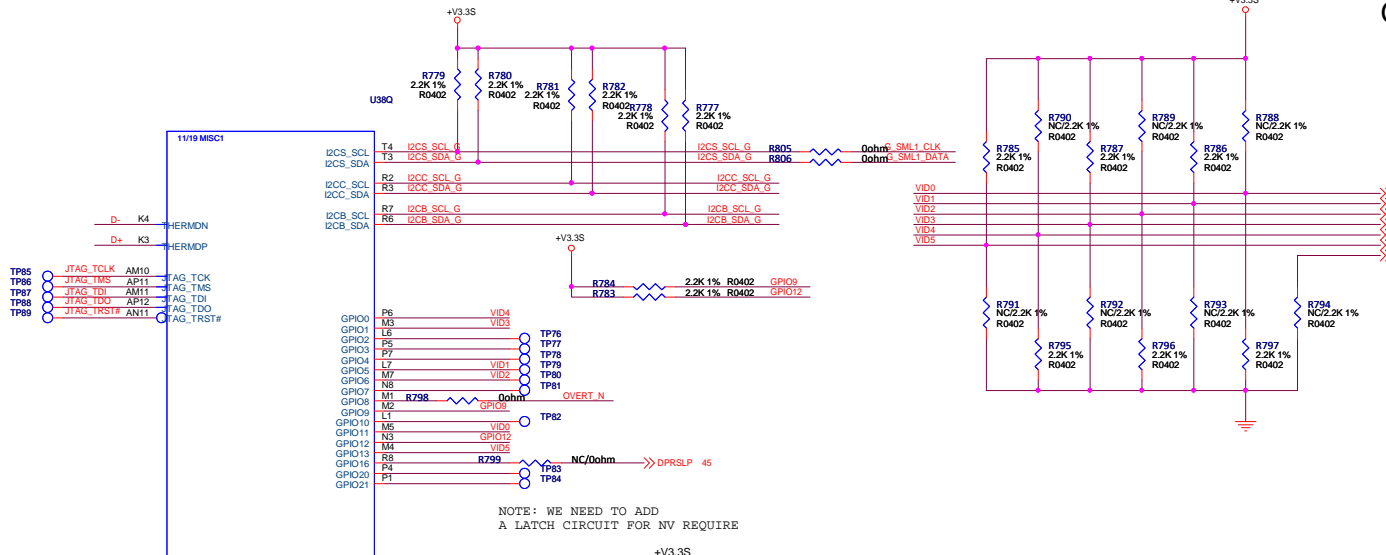 +V3.3S
+V3.3S
R779
2.2K 1%
R0402
R780
2.2K 1%
R0402
R781
2.2K 1%
R0402
R782
2.2K 1%
R0402
R778
2.2K 1%
R0402
R777
2.2K 1%
R0402
U38Q
11/19 MISC1
I2CS_SCL T4 I2CS_SCL_G I2CS_SCL_G R805 0ohm G_SML1_CLK
I2CS_SDA T3 I2CS_SDA_G I2CS_SDA_G R806 0ohm G_SML1_DATA
I2CC_SCL R2 I2CC_SCL_G I2CC_SCL_G
I2CC_SDA R3 I2CC_SDA_G I2CC_SDA_G
I2CB_SCL R7 I2CB_SCL_G I2CB_SCL_G
I2CB_SDA R6 I2CB_SDA_G I2CB_SDA_G
D- K4 THERMDN
D+ K3 THERMDP
TP85 JTAG_TCLK AM10 JTAG_TCK
TP86 JTAG_TMS AP11 JTAG_TMS
TP87 JTAG_TDI AM11 JTAG_TDI
TP88 JTAG_TDO AP12 JTAG_TDO
TP89 JTAG_TRST# AN11 JTAG_TRST#
+V3.3S
R784 2.2K 1% R0402 GPIO9
R783 2.2K 1% R0402 GPIO12
GPIO0 P6 VID4
GPIO1 M3 VID3
GPIO2 L6 TP76
GPIO3 P5 TP77
GPIO4 P7 TP78
GPIO5 L7 VID1 TP79
GPIO6 M7 VID2 TP80
GPIO7 N8 TP81
GPIO8 M1 R798 0ohm OVERT_N
GPIO9 M2 GPIO9
GPIO10 L1 TP82
GPIO11 M5 VID0
GPIO12 N3 GPIO12
GPIO13 M4 VID5
GPIO16 R8 R799 NC/0ohm DPRSLP 45
GPIO20 P4 TP83
GPIO21 P1 TP84
NOTE: WE NEED TO ADD
A LATCH CIRCUIT FOR NV REQUIRE
+V3.3S
R790
NC/2.2K 1%
R0402
R789
NC/2.2K 1%
R0402
R788
NC/2.2K 1%
R0402
R785
2.2K 1%
R0402
R787
2.2K 1%
R0402
R786
2.2K 1%
R0402
VID0
VID1
VID2
VID3
VID4
VID5
R791
NC/2.2K 1%
R0402
R792
NC/2.2K 1%
R0402
R793
NC/2.2K 1%
R0402
R794
NC/2.2K 1%
R0402
R795
2.2K 1%
R0402
R796
2.2K 1%
R0402
R797
2.2K 1%
R0402